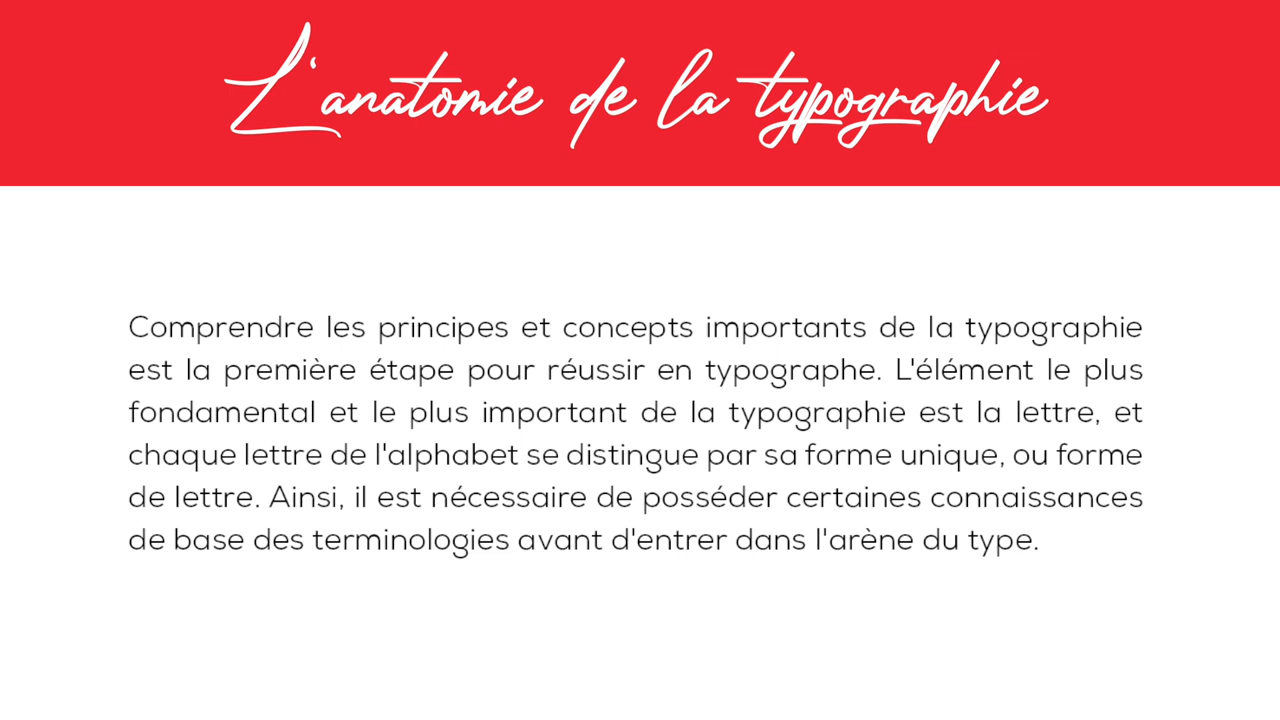 L'anatomie de la typographie
Comprendre les principes et concepts importants de la typographie
est la première étape pour réussir en typographe. L'élément le plus
fondamental et le plus important de la typographie est la lettre, et
chaque lettre de l'alphabet se distingue par sa forme unique, ou forme
de lettre. Ainsi, il est nécessaire de posséder certaines connaissances
de base des terminologies avant d'entrer dans l'arène du type.